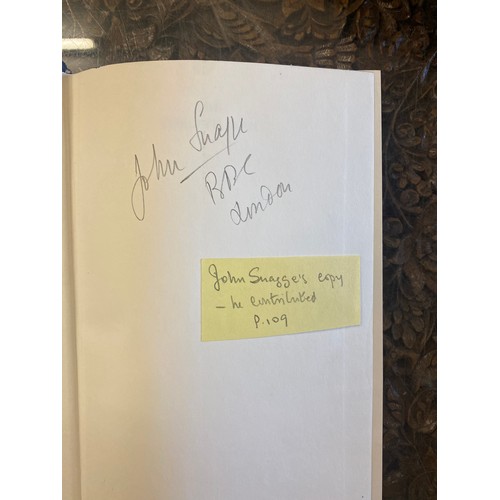 John Snagge
BBC
London
John Snagge's copy
– he contributed
P.109